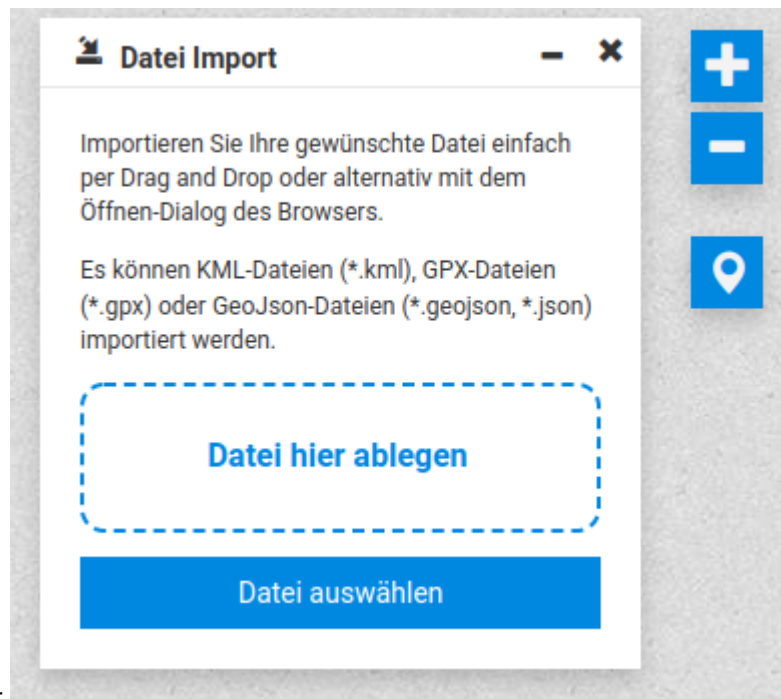 Datei Import
Importieren Sie Ihre gewünschte Datei einfach
per Drag and Drop oder alternativ mit dem
Öffnen-Dialog des Browsers.
Es können KML-Dateien (*.kml), GPX-Dateien
(*.gpx) oder GeoJson-Dateien (*.geojson, *.json)
importiert werden.
Datei hier ablegen
Datei auswählen